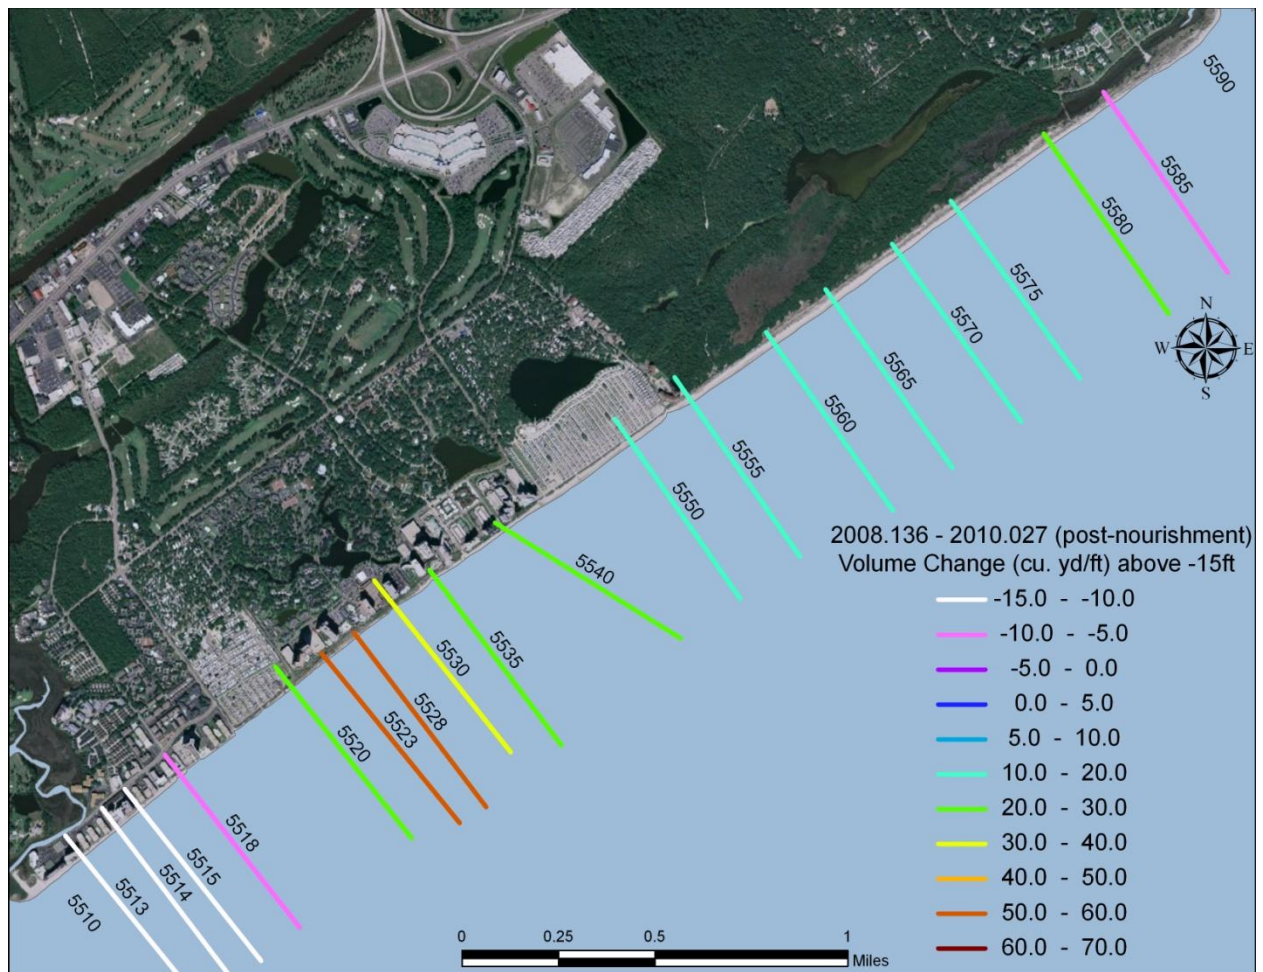 5590
5585
5580
5575
5570
5565
5560
5555
5550
5540
5535
5530
5528
5523
5520
5518
5515
5514
5513
5510
N
W E
S
2008.136 - 2010.027 (post-nourishment)
Volume Change (cu. yd/ft) above -15ft
-15.0 - -10.0
-10.0 - -5.0
-5.0 - 0.0
0.0 - 5.0
5.0 - 10.0
10.0 - 20.0
20.0 - 30.0
30.0 - 40.0
40.0 - 50.0
50.0 - 60.0
60.0 - 70.0
0 0.25 0.5 1
Miles